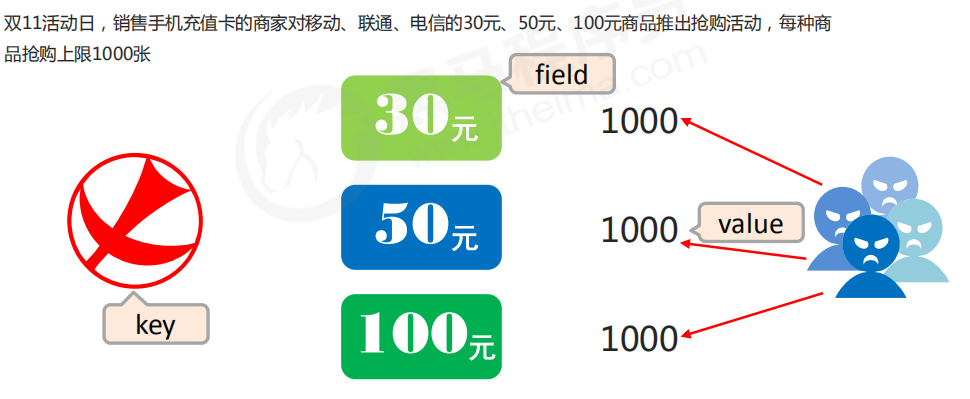 双11活动日，销售手机充值卡的商家对移动、联通、电信的30元、50元、100元商品推出抢购活动，每种商
品抢购上限1000张
field
30元
1000
50元
1000
value
key
100元
1000